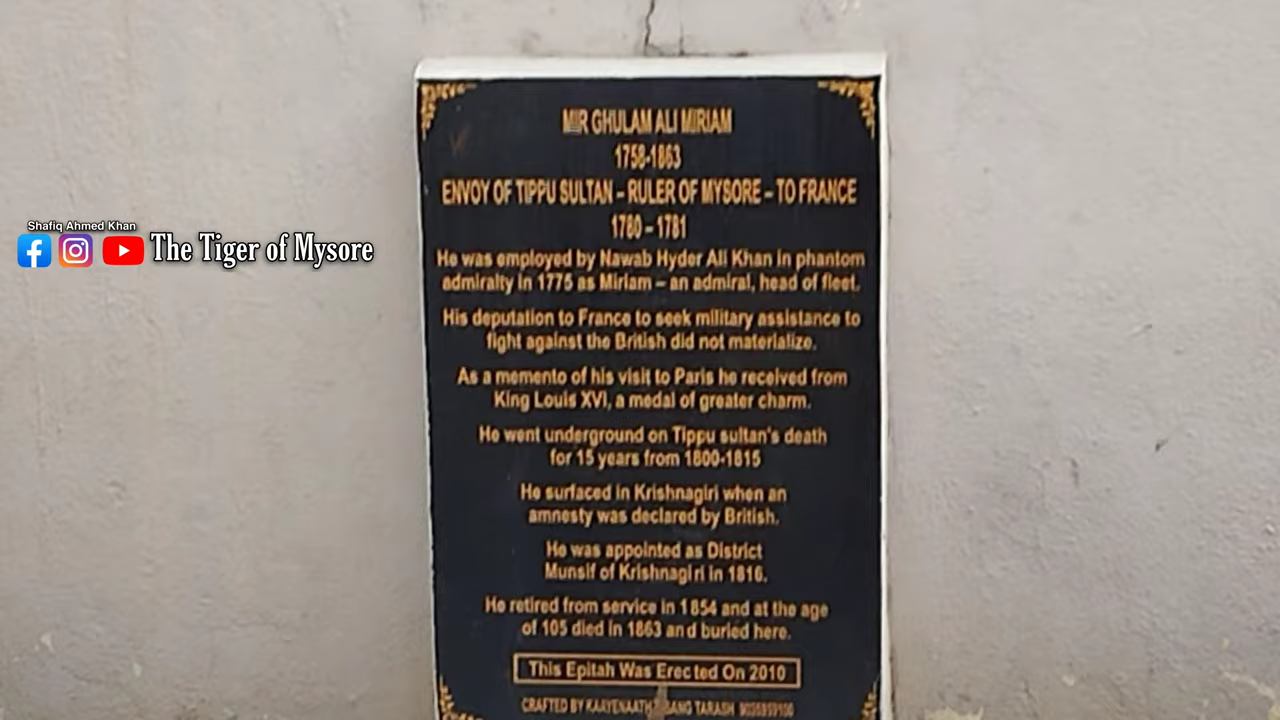 MIR GHULAM ALI MIRIAM
1758-1863
ENVOY OF TIPPU SULTAN – RULER OF MYSORE – TO FRANCE
1780 – 1781
He was employed by Nawab Hyder Ali Khan in phantom
admiralty in 1775 as Miriam – an admiral, head of fleet.
His deputation to France to seek military assistance to
fight against the British did not materialize.
As a memento of his visit to Paris he received from
King Louis XVI, a medal of greater charm.
He went underground on Tippu sultan's death
for 15 years from 1800-1815
He surfaced in Krishnagiri when an
amnesty was declared by British.
He was appointed as District
Munsif of Krishnagiri in 1816.
He retired from service in 1854 and at the age
of 105 died in 1863 and buried here.
This Epitah Was Erected On 2010
CRAFTED BY SANG TARASH
Shafiq Ahmed Khan
The Tiger of Mysore